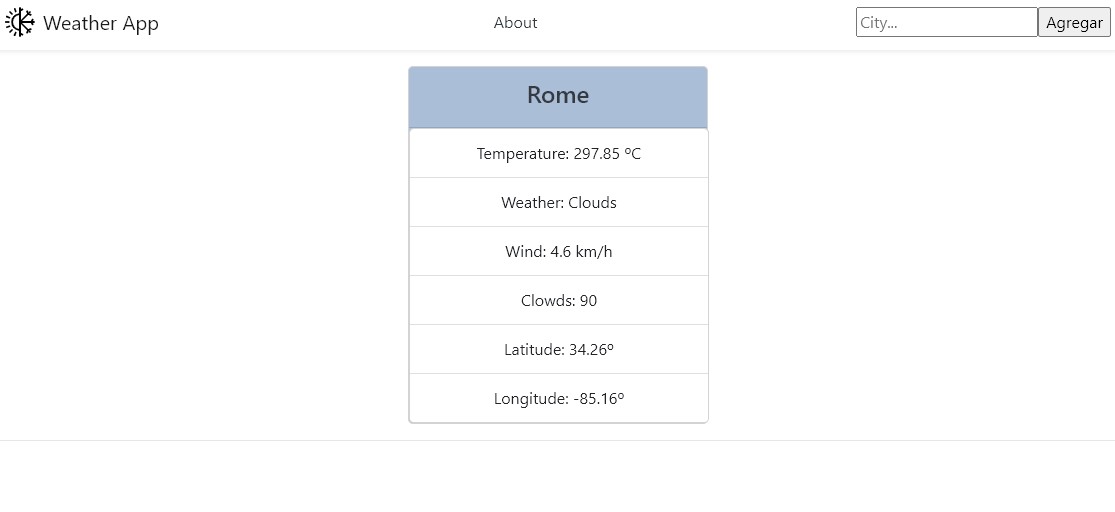 Weather App
About
City...
Agregar
Rome
Temperature: 297.85 ºC
Weather: Clouds
Wind: 4.6 km/h
Clowds: 90
Latitude: 34.26º
Longitude: -85.16º